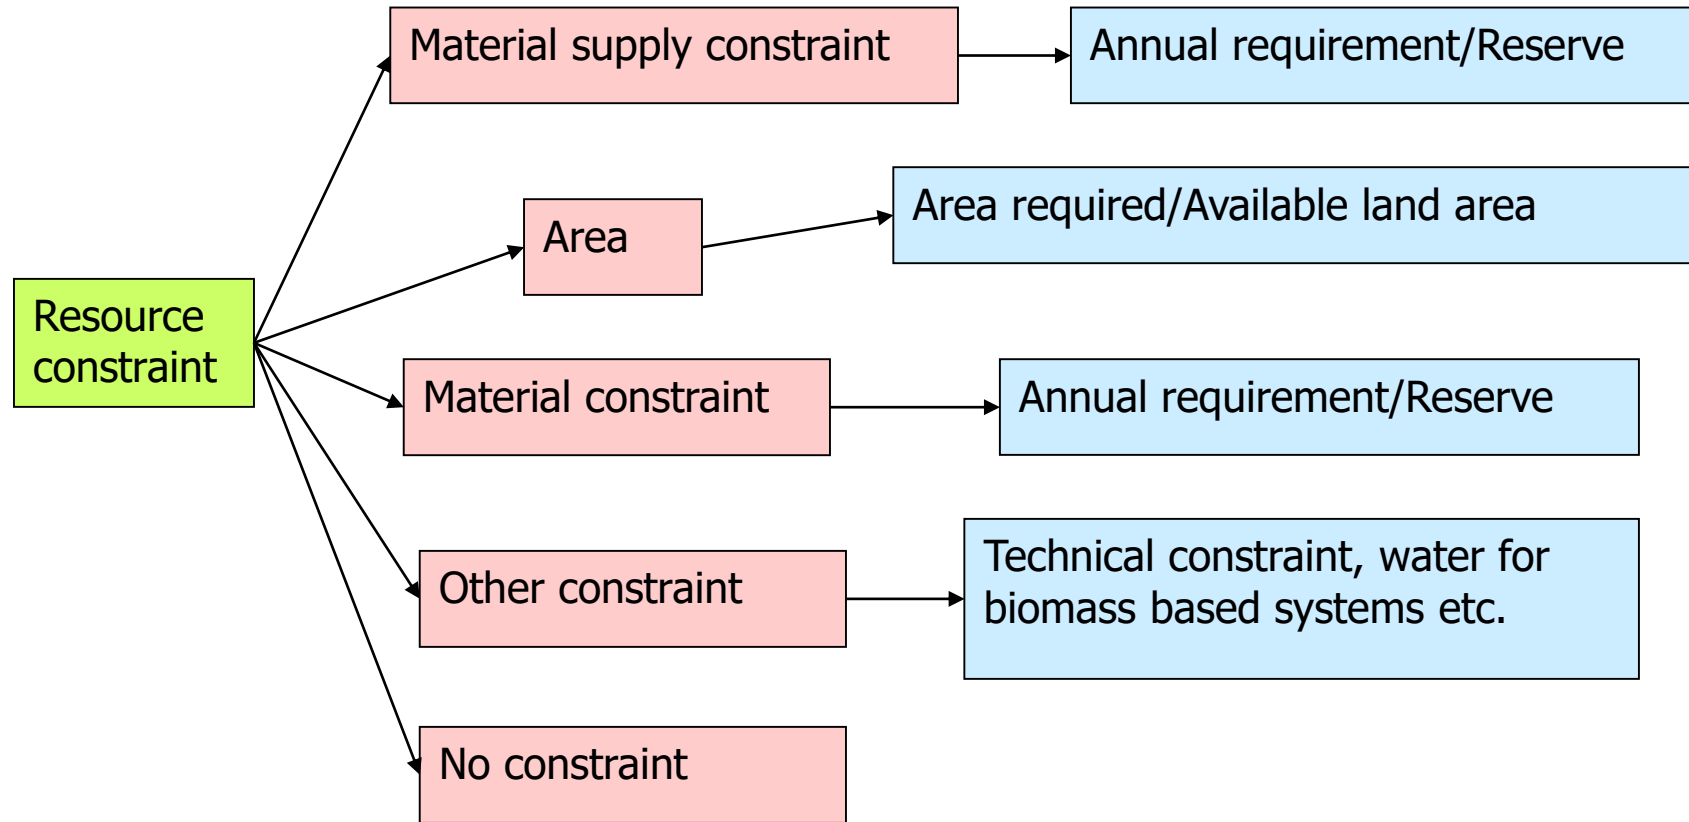 Material supply constraint
Annual requirement/Reserve
Area required/Available land area
Area
Resource
constraint
Material constraint
Annual requirement/Reserve
Other constraint
Technical constraint, water for
biomass based systems etc.
No constraint